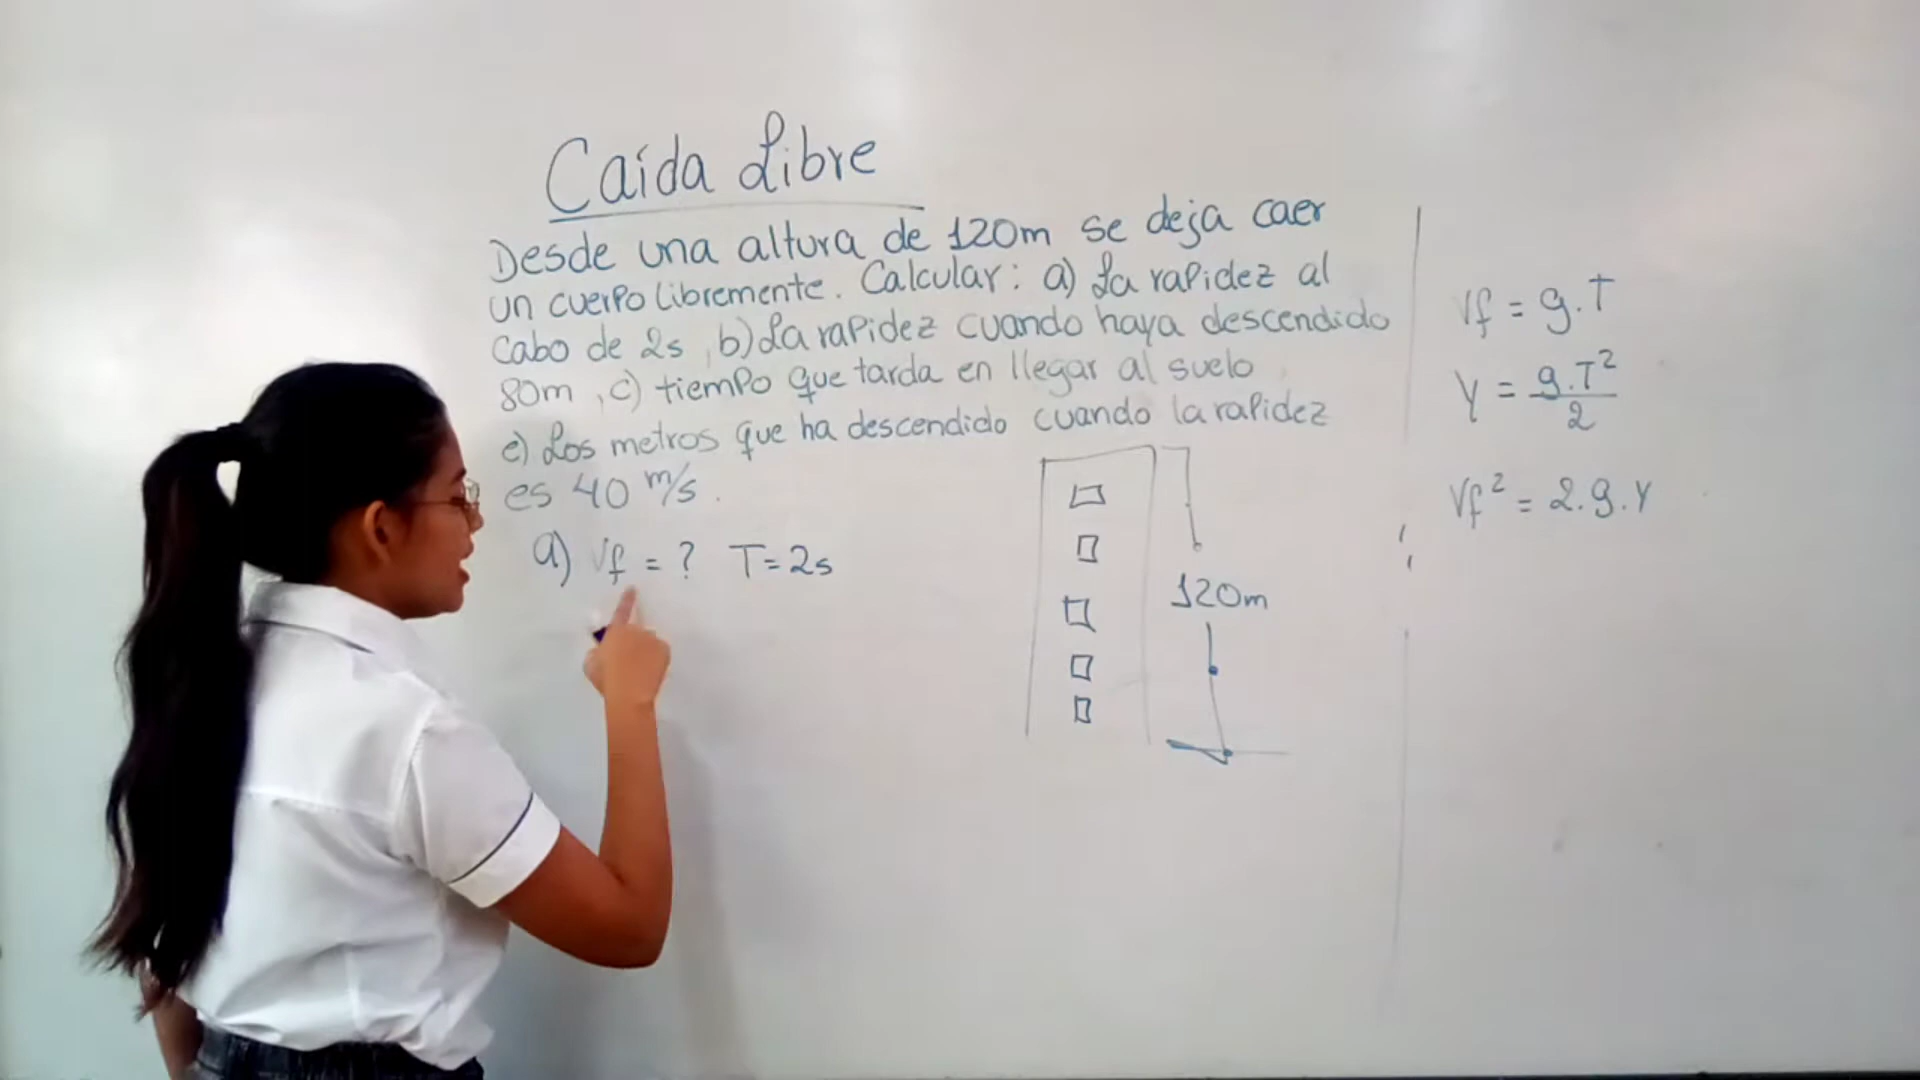 Caída Libre
Desde una altura de 120m se deja caer
un cuerpo libremente. Calcular: a) La rapidez al
cabo de 2s, b) La rapidez cuando haya descendido
80m, c) tiempo que tarda en llegar al suelo
e) Los metros que ha descendido cuando la rapidez
es 40 m/s.
a) Vf = ? T= 2s
120m
Vf = g.T
Y = g.T²/2
Vf² = 2.g.Y